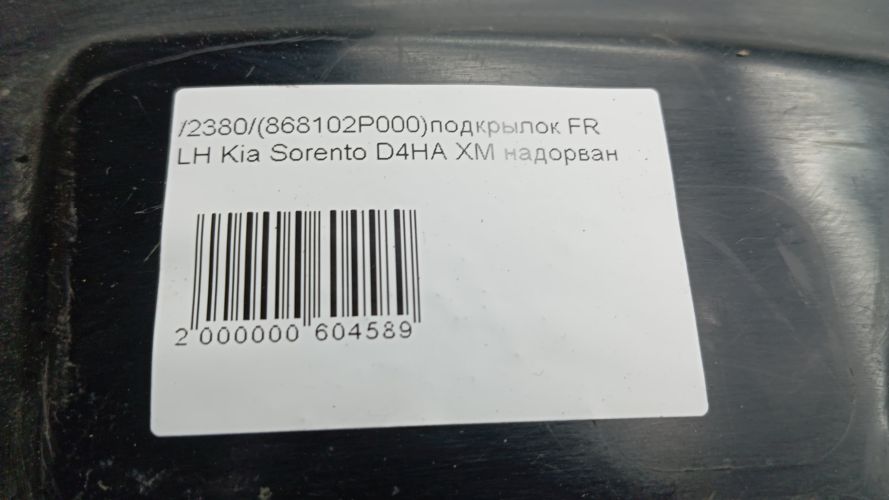 /2380/(868102P000)подкрылок FR
LH Kia Sorento D4HA XM надорван
2 000000 604589